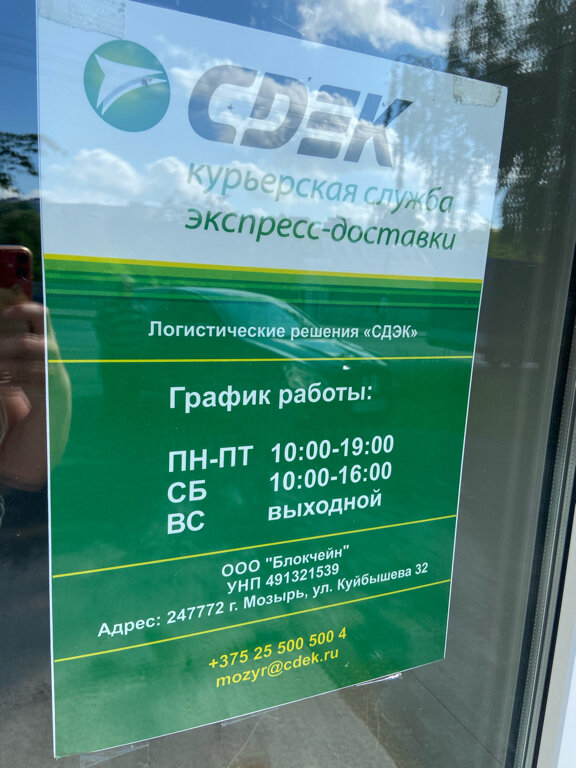 CDEK
курьерская служба
экспресс-доставки
Логистические решения «СДЭК»
График работы:
ПН-ПТ 10:00-19:00
СБ 10:00-16:00
ВС выходной
ООО "Блокчейн"
УНП 491321539
Адрес: 247772 г. Мозырь, ул. Куйбышева 32
+375 25 500 500 4
mozyr@cdek.ru